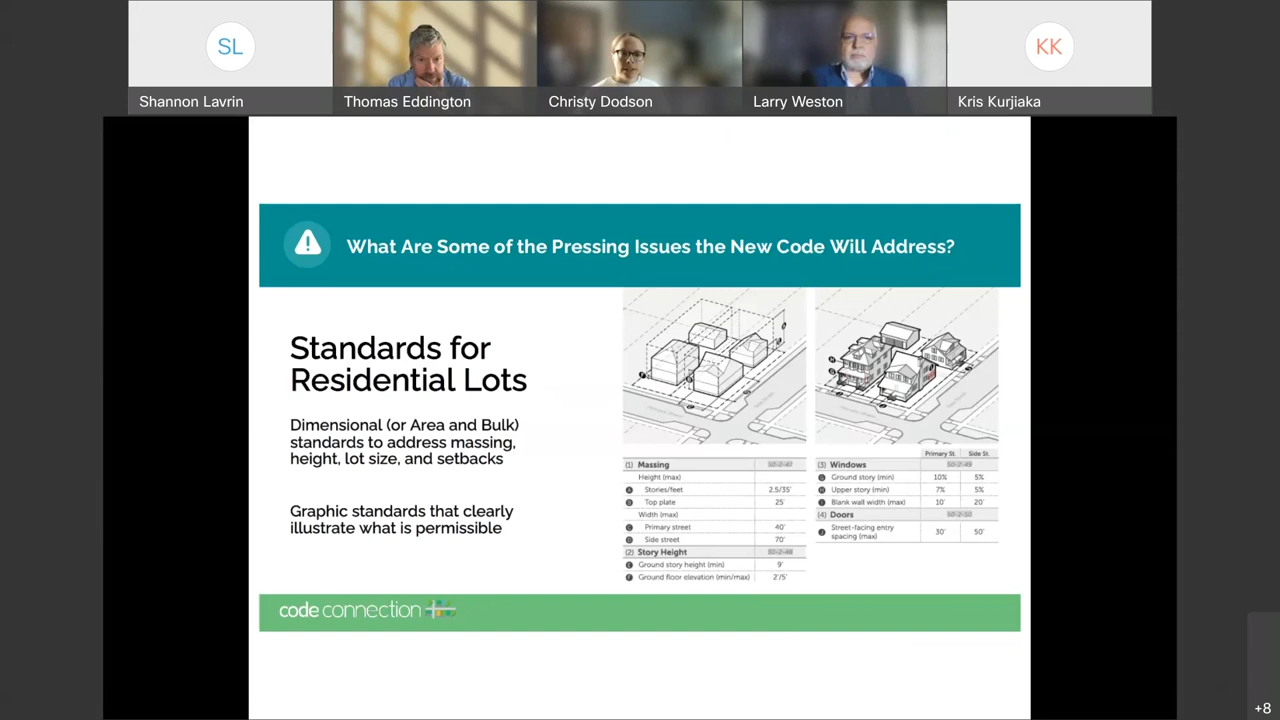 SL
KK
Shannon Lavrin
Thomas Eddington
Christy Dodson
Larry Weston
Kris Kurjiaka
What Are Some of the Pressing Issues the New Code Will Address?
Standards for
Residential Lots
Dimensional (or Area and Bulk)
standards to address massing,
height, lot size, and setbacks
Graphic standards that clearly
illustrate what is permissible
(1) Massing
Height (max)
A Stories/feet 2.5/35'
B Top plate 25'
Width (max)
C Primary street 40'
D Side street 70'
(2) Story Height
E Ground story height (min) 9'
F Ground floor elevation (min/max) 2'/5'
Primary St. Side St.
(3) Windows
G Ground story (min) 10% 5%
H Upper story (min) 7% 5%
I Blank wall width (max) 10' 20'
(4) Doors
J Street-facing entry
spacing (max) 30' 50'
code connection
+8